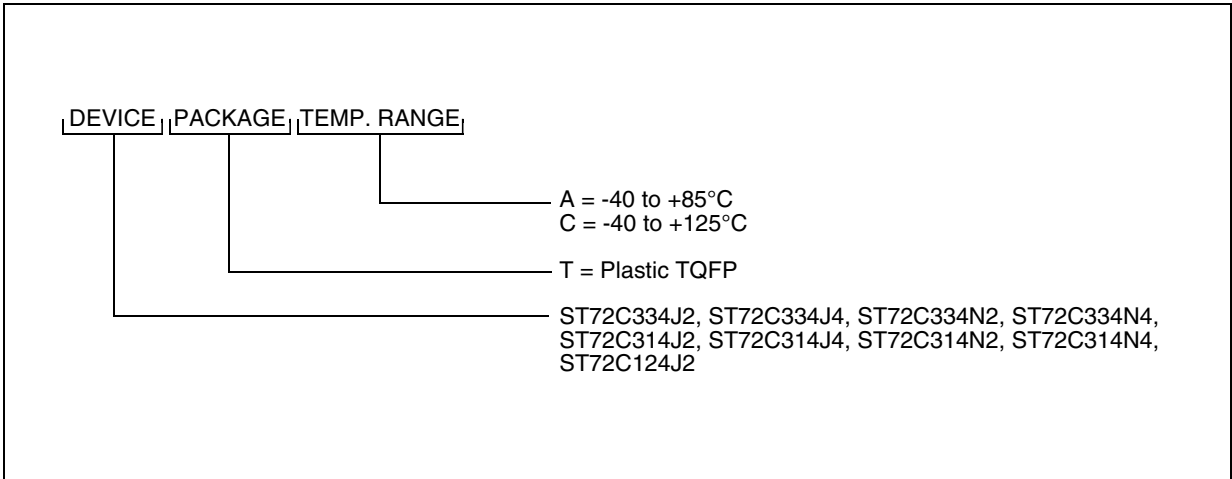 DEVICE PACKAGE TEMP. RANGE
A = -40 to +85°C
C = -40 to +125°C
T = Plastic TQFP
ST72C334J2, ST72C334J4, ST72C334N2, ST72C334N4,
ST72C314J2, ST72C314J4, ST72C314N2, ST72C314N4,
ST72C124J2